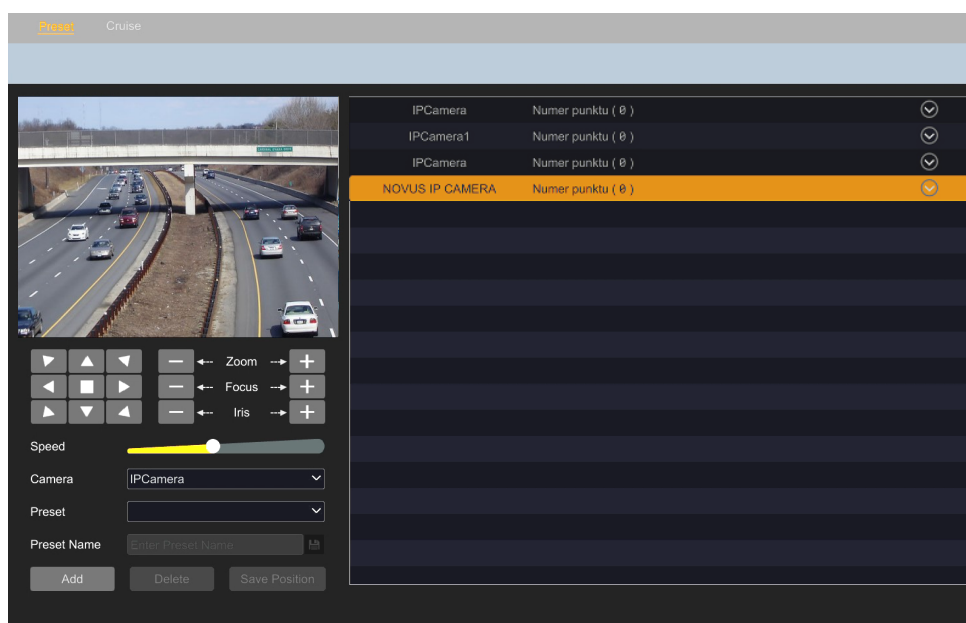 Preset Cruise
IPCamera Numer punktu ( 0 )
IPCamera1 Numer punktu ( 0 )
IPCamera Numer punktu ( 0 )
NOVUS IP CAMERA Numer punktu ( 0 )
Zoom
Focus
Iris
Speed
Camera IPCamera
Preset
Preset Name Enter Preset Name
Add Delete Save Position